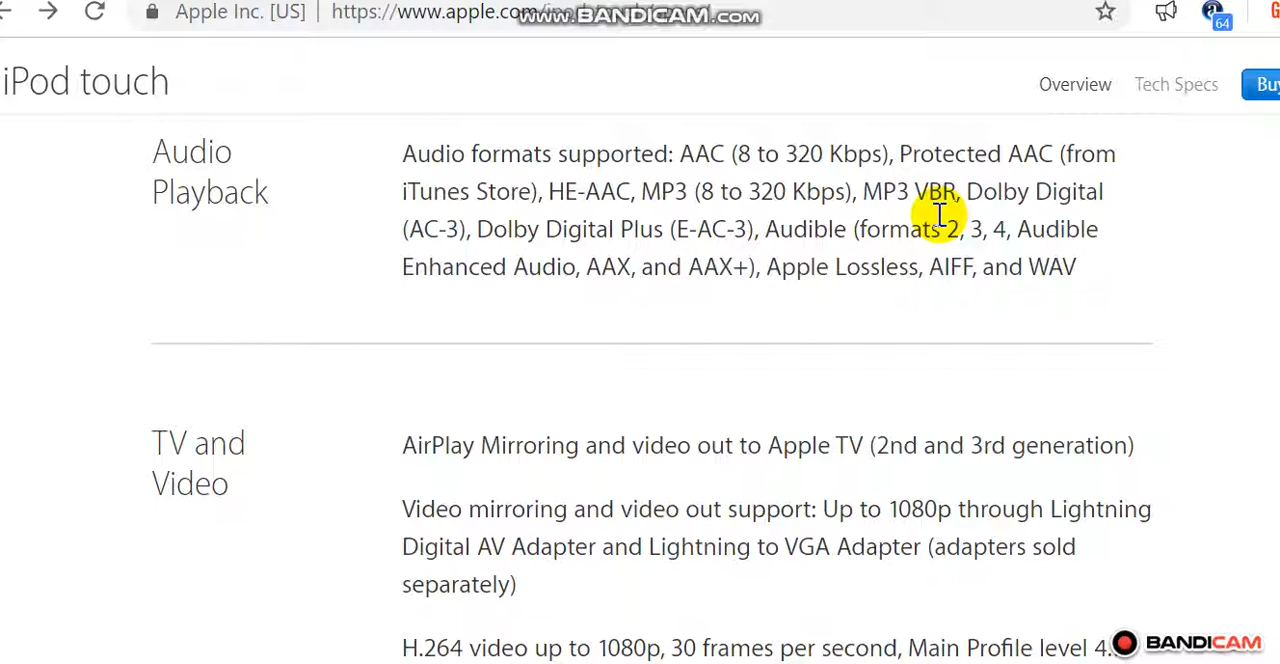 Apple Inc. [US] | https://www.apple.com
www.BANDICAM.com
64
iPod touch
Overview
Tech Specs
Buy
Audio
Playback
Audio formats supported: AAC (8 to 320 Kbps), Protected AAC (from
iTunes Store), HE-AAC, MP3 (8 to 320 Kbps), MP3 VBR, Dolby Digital
(AC-3), Dolby Digital Plus (E-AC-3), Audible (formats 2, 3, 4, Audible
Enhanced Audio, AAX, and AAX+), Apple Lossless, AIFF, and WAV
TV and
Video
AirPlay Mirroring and video out to Apple TV (2nd and 3rd generation)
Video mirroring and video out support: Up to 1080p through Lightning
Digital AV Adapter and Lightning to VGA Adapter (adapters sold
separately)
H.264 video up to 1080p, 30 frames per second, Main Profile level 4.
BANDICAM